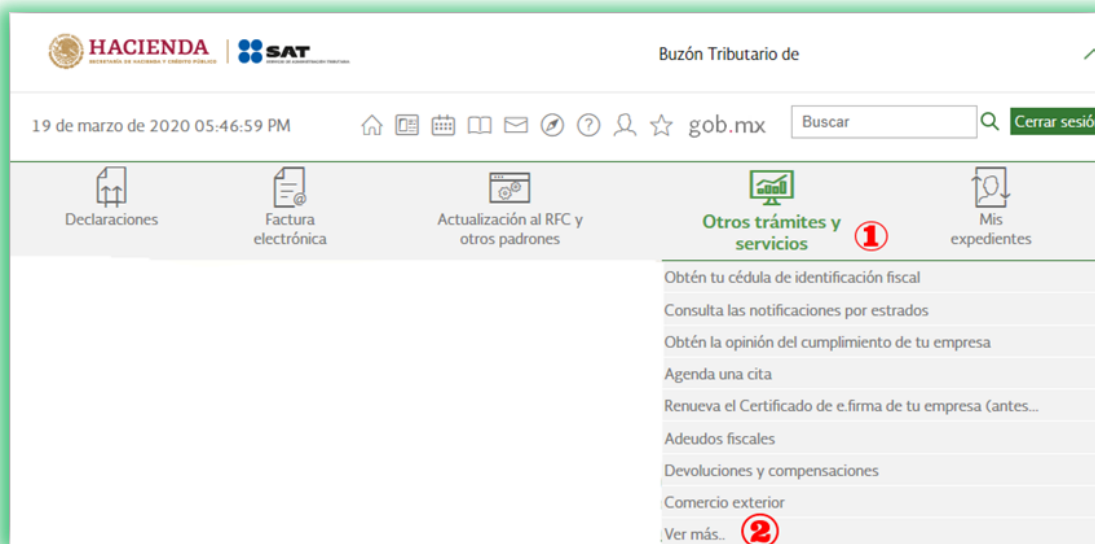 HACIENDA
SECRETARÍA DE HACIENDA Y CRÉDITO PÚBLICO
SAT
SERVICIO DE ADMINISTRACIÓN TRIBUTARIA
Buzón Tributario de
19 de marzo de 2020 05:46:59 PM
gob.mx
Buscar
Cerrar sesió
Declaraciones
Factura
electrónica
Actualización al RFC y
otros padrones
Otros trámites y
servicios
1
Mis
expedientes
Obtén tu cédula de identificación fiscal
Consulta las notificaciones por estrados
Obtén la opinión del cumplimiento de tu empresa
Agenda una cita
Renueva el Certificado de e.firma de tu empresa (antes...
Adeudos fiscales
Devoluciones y compensaciones
Comercio exterior
Ver más..
2